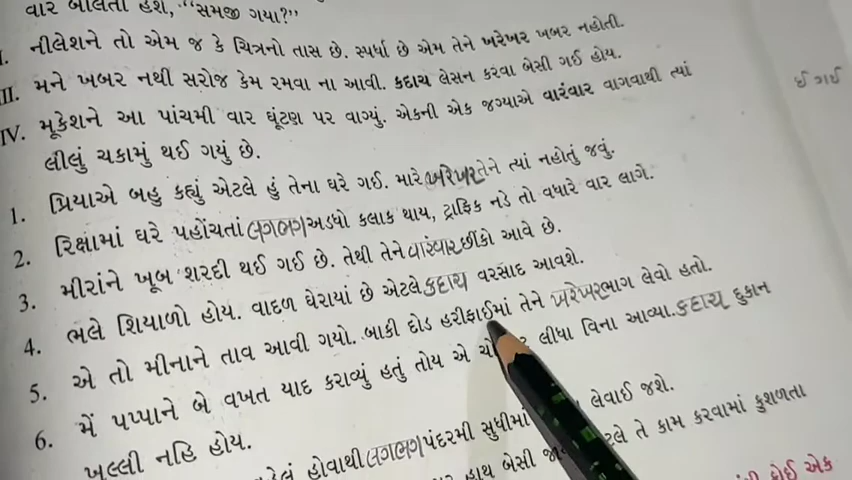 વાર બોલતી હશે, "સમજી ગયા?"
I. નીલેશને તો એમ જ કે ચિત્રનો તાસ છે. સ્પર્ધા છે એમ તેને ખરેખર ખબર નહોતી.
II. મને ખબર નથી સરોજ કેમ રમવા ના આવી. કદાચ લેસન કરવા બેસી ગઈ હોય.
IV. મૂકેશને આ પાંચમી વાર ઘૂંટણ પર વાગ્યું. એકની એક જગ્યાએ વારંવાર વાગવાથી ત્યાં
ઈ ગઈ
લીલું ચકામું થઈ ગયું છે.
1. પ્રિયાએ બહુ કહ્યું એટલે હું તેના ઘરે ગઈ. મારે ખરેખર તેને ત્યાં નહોતું જવું.
2. રિક્ષામાં ઘરે પહોંચતાં લગભગ અડધો કલાક થાય, ટ્રાફિક નડે તો વધારે વાર લાગે.
3. મીરાંને ખૂબ શરદી થઈ ગઈ છે. તેથી તેને વારંવાર છીંકો આવે છે.
4. ભલે શિયાળો હોય. વાદળ ઘેરાયાં છે એટલે કદાચ વરસાદ આવશે.
5. એ તો મીનાને તાવ આવી ગયો. બાકી દોડ હરીફાઈમાં તેને ખરેખર ભાગ લેવો હતો.
6. મેં પપ્પાને બે વખત યાદ કરાવ્યું હતું તોય એ લીધા વિના આવ્યા. કદાચ દુકાન
ખુલ્લી નહિ હોય.
હોવાથી લગભગ પંદરમી સુધીમાં લેવાઈ જશે.
હાથ બેસી તે કામ કરવામાં કુશળતા
કોઈ એક